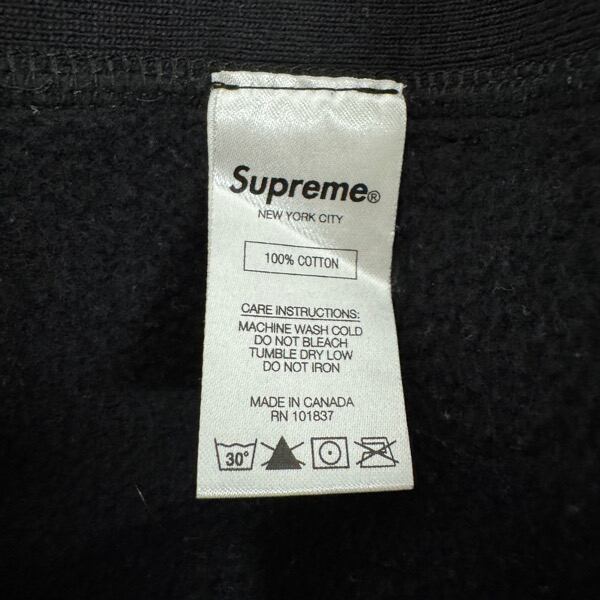 Supreme®
NEW YORK CITY
100% COTTON
CARE INSTRUCTIONS:
MACHINE WASH COLD
DO NOT BLEACH
TUMBLE DRY LOW
DO NOT IRON
MADE IN CANADA
RN 101837
30°